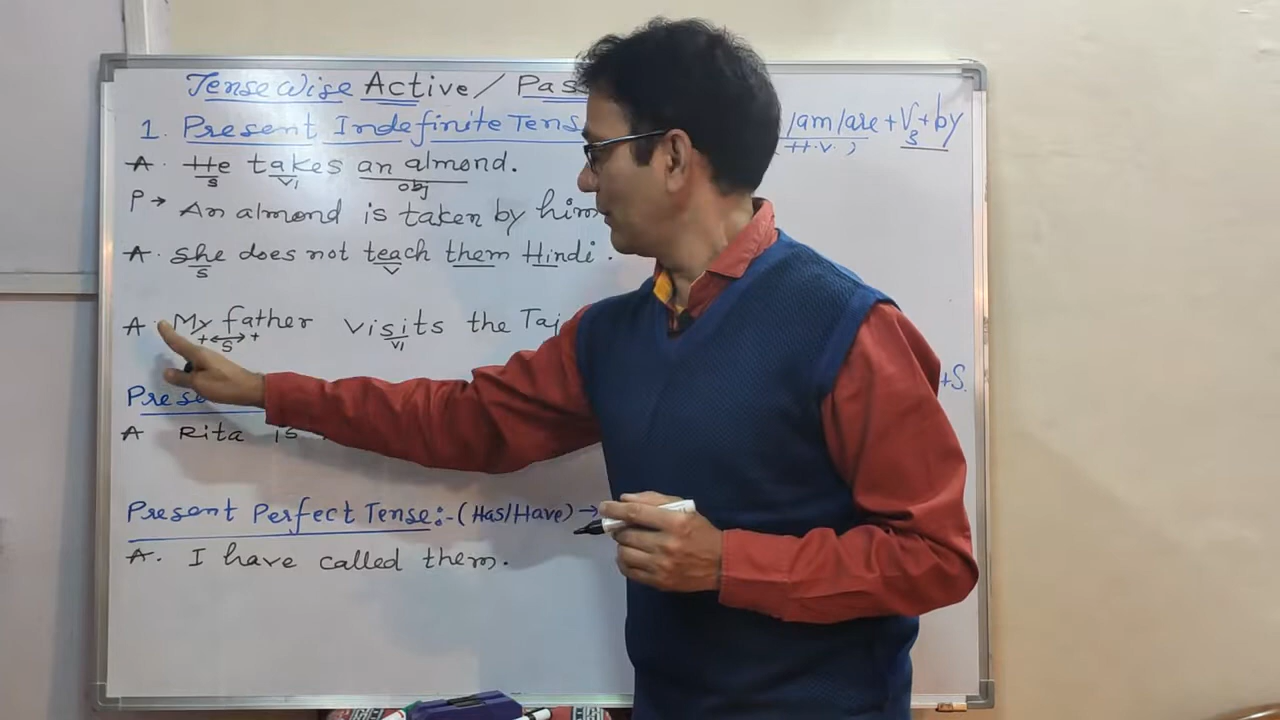 Tense Wise Active / Pas
1. Present Indefinite Tens /am/are + V3 + by
(H.V.)
A. He takes an almond.
S V1 obj
P → An almond is taken by him
A. She does not teach them Hindi.
S V
A. My father visits the Taj
+ ↔ + S V1
Prese +S.
A Rita is
Present Perfect Tense:- (Has/Have) →
A. I have called them.